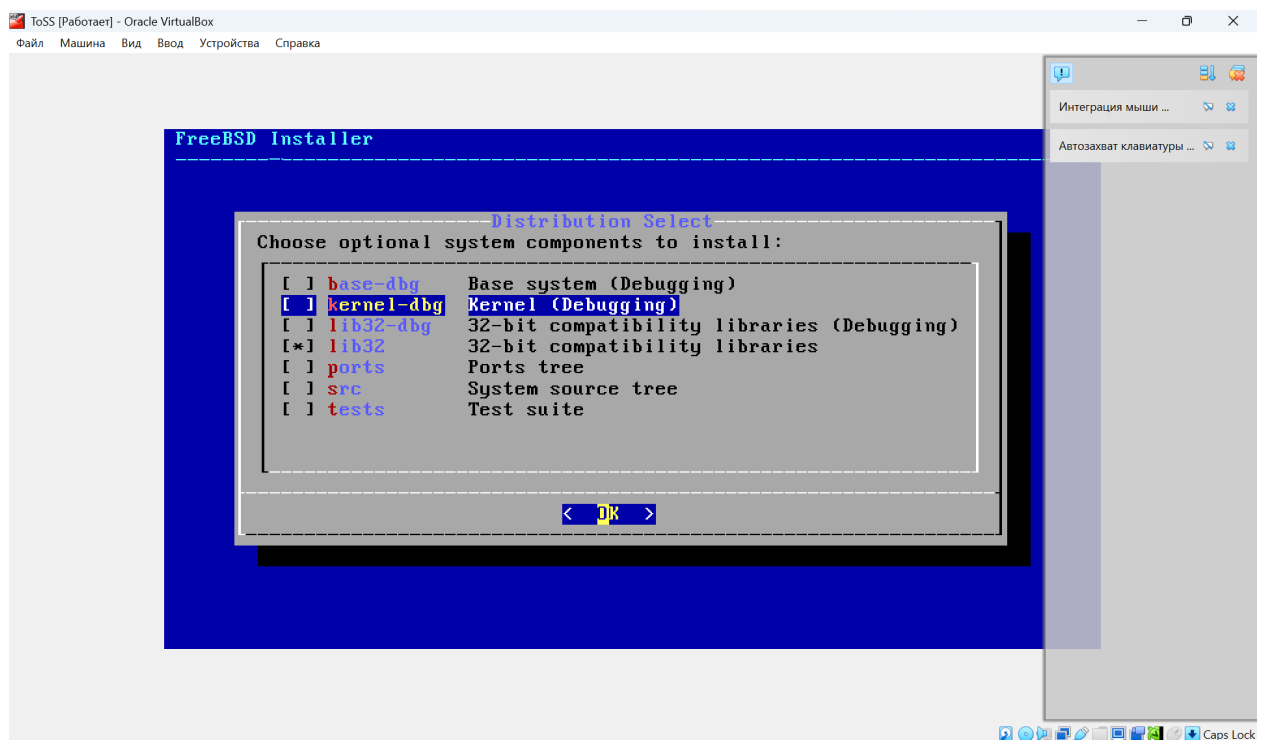 ToSS [Работает] - Oracle VirtualBox
Файл Машина Вид Ввод Устройства Справка
Интеграция мыши ...
Автозахват клавиатуры ...
FreeBSD Installer
Distribution Select
Choose optional system components to install:
[ ] base-dbg Base system (Debugging)
[ ] kernel-dbg Kernel (Debugging)
[ ] lib32-dbg 32-bit compatibility libraries (Debugging)
[*] lib32 32-bit compatibility libraries
[ ] ports Ports tree
[ ] src System source tree
[ ] tests Test suite
< OK >
Caps Lock